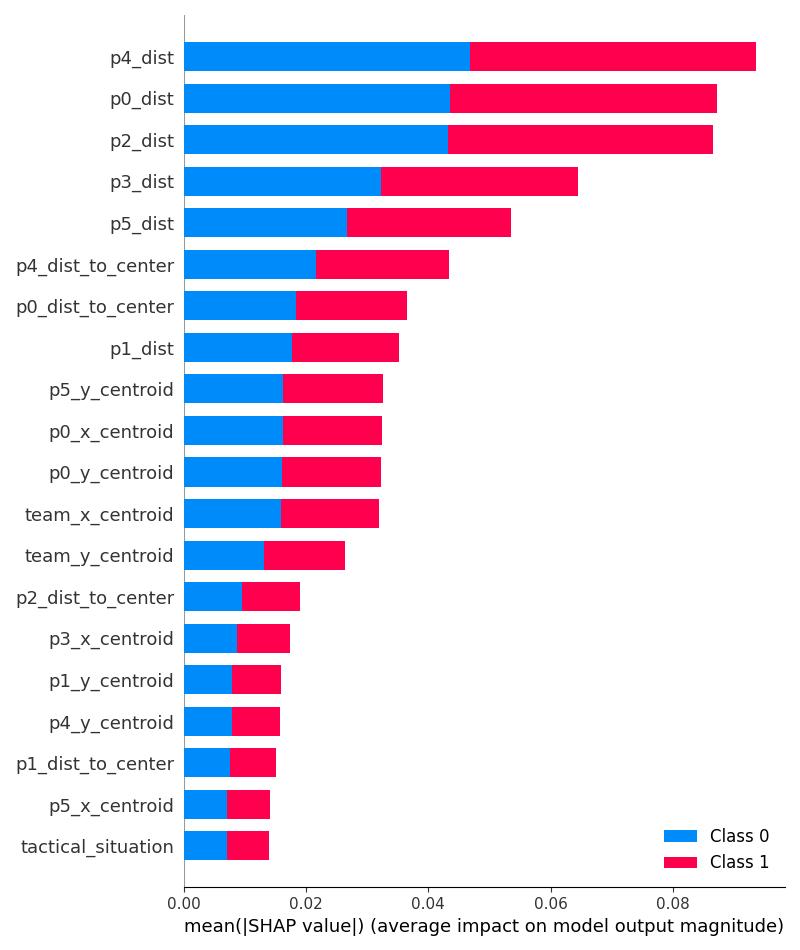 p4_dist
p0_dist
p2_dist
p3_dist
p5_dist
p4_dist_to_center
p0_dist_to_center
p1_dist
p5_y_centroid
p0_x_centroid
p0_y_centroid
team_x_centroid
team_y_centroid
p2_dist_to_center
p3_x_centroid
p1_y_centroid
p4_y_centroid
p1_dist_to_center
p5_x_centroid
tactical_situation
Class 0
Class 1
0.00 0.02 0.04 0.06 0.08
mean(|SHAP value|) (average impact on model output magnitude)